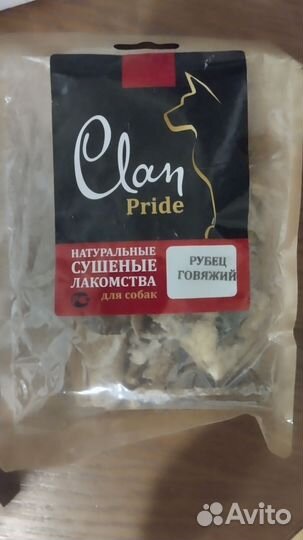 Clan
Pride
НАТУРАЛЬНЫЕ
СУШЕНЫЕ
ЛАКОМСТВА
для собак
РУБЕЦ
ГОВЯЖИЙ
Avito